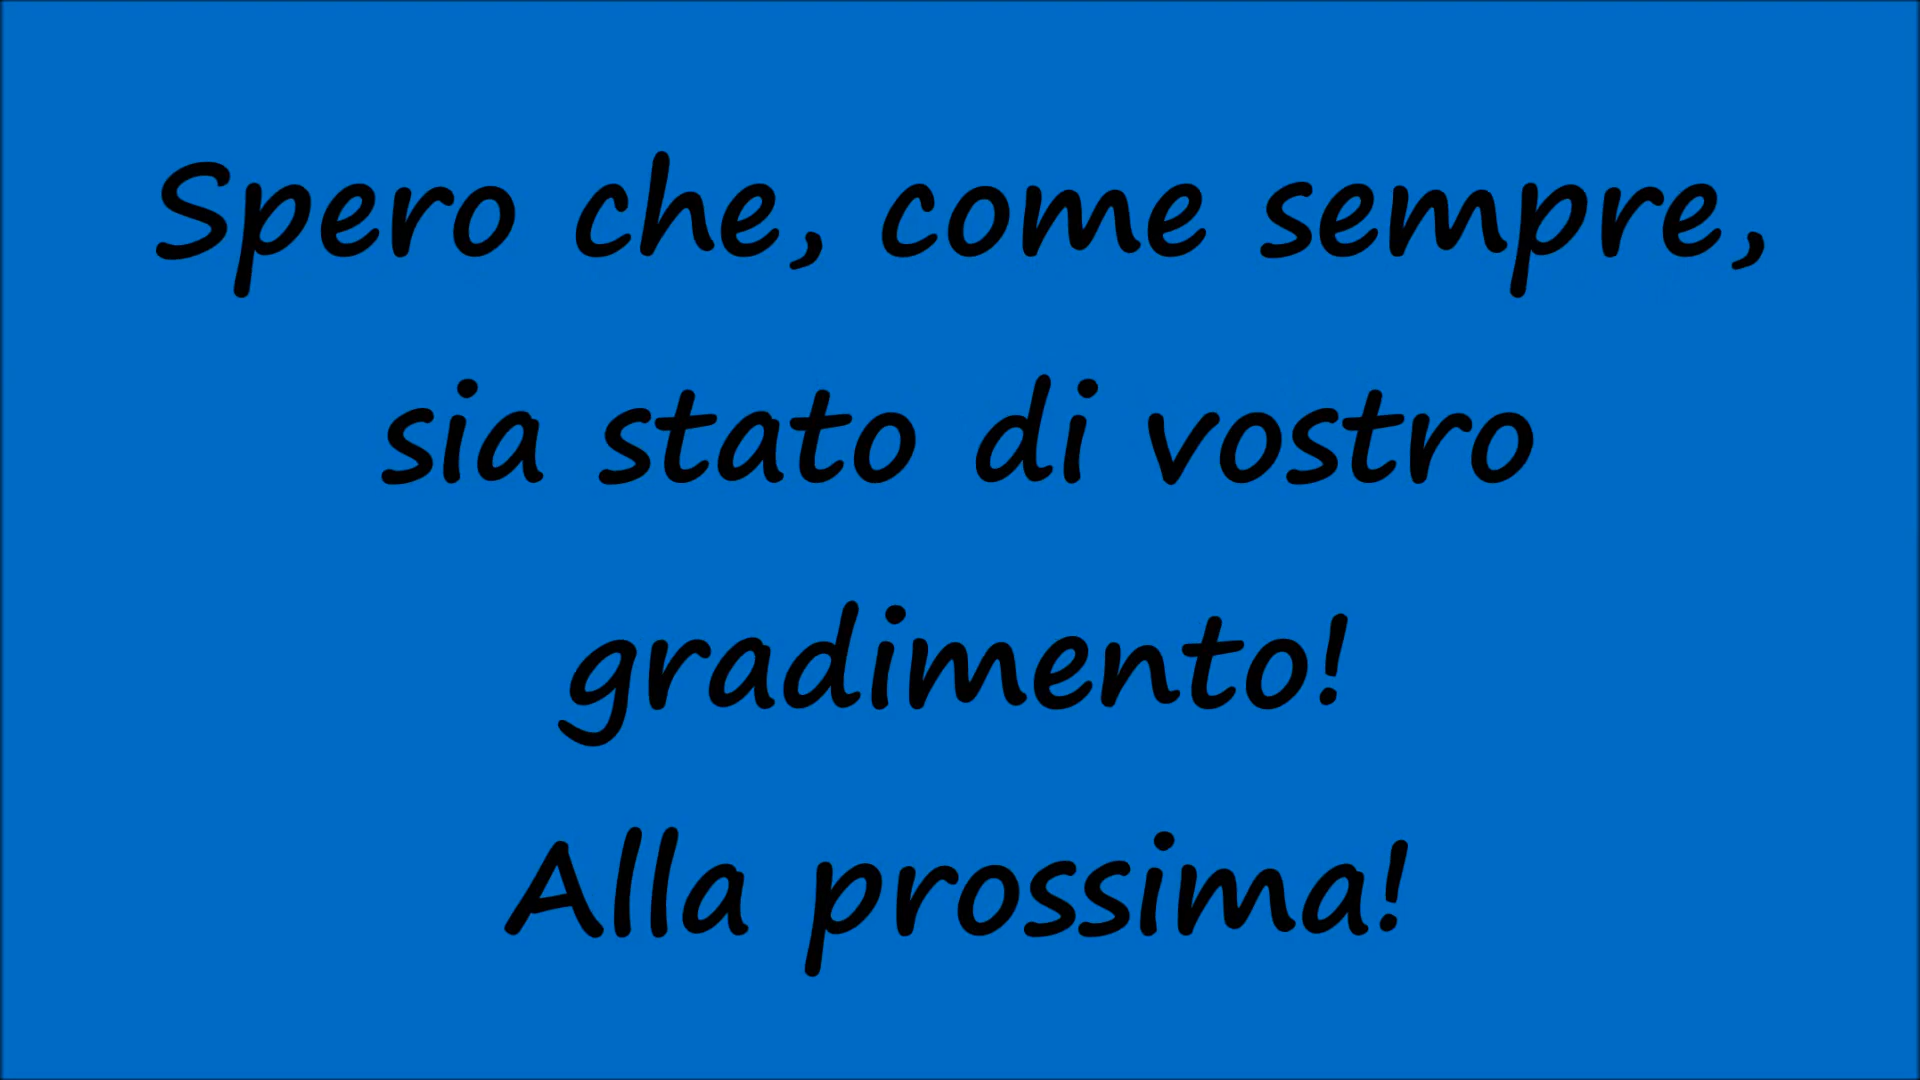 Spero che, come sempre,
sia stato di vostro
gradimento!
Alla prossima!